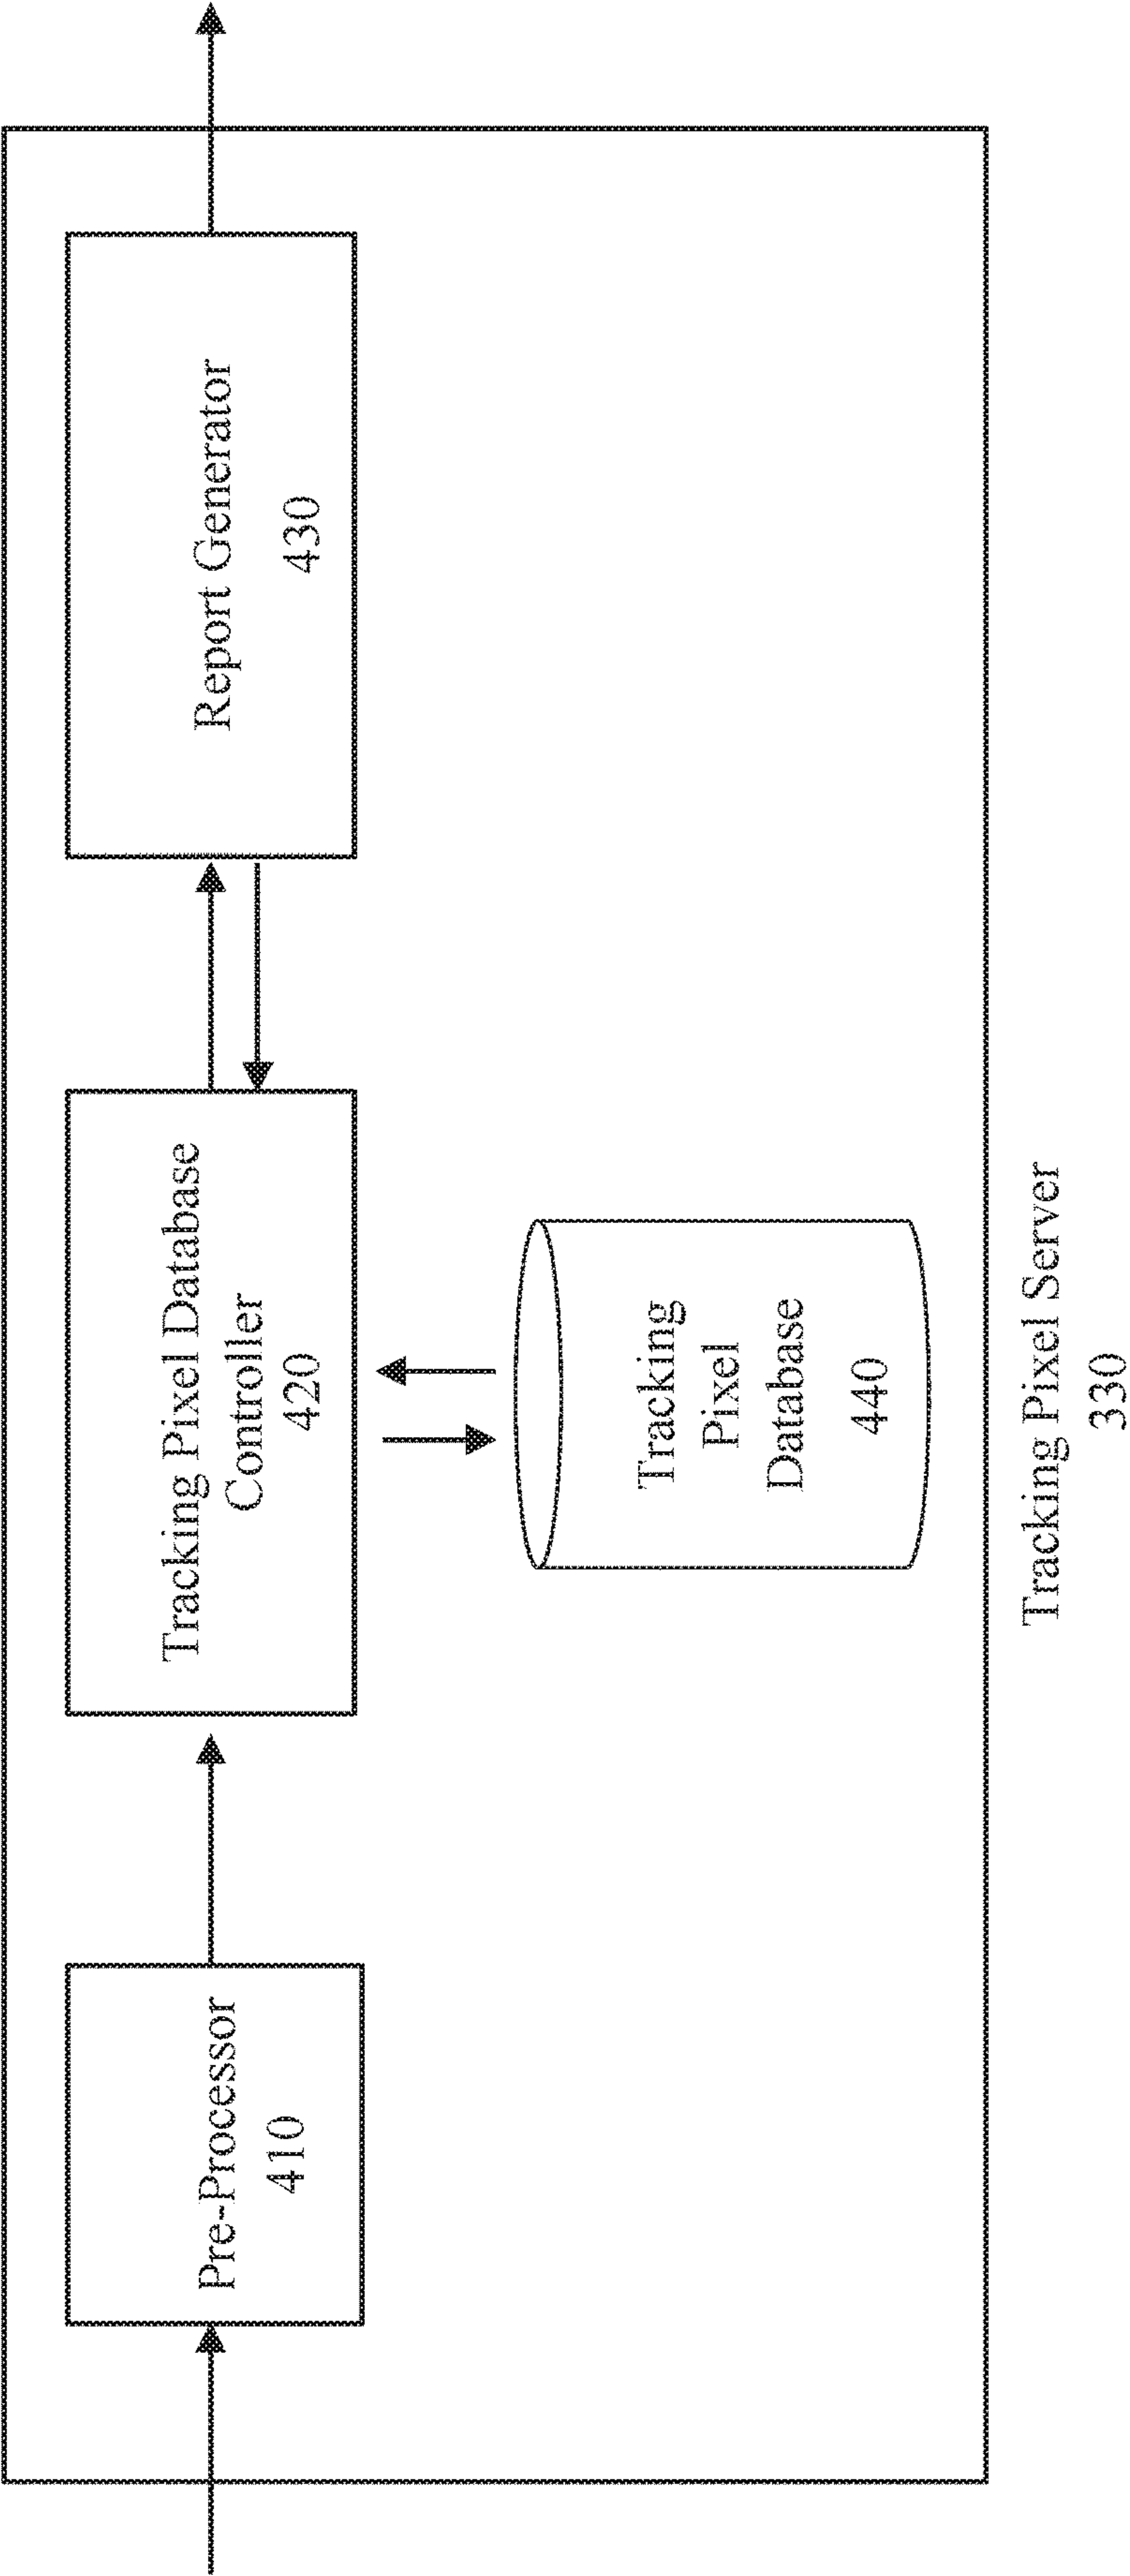 Pre-Processor
410
Tracking Pixel Database
Controller
420
Report Generator
430
Tracking
Pixel
Database
440
Tracking Pixel Server
330